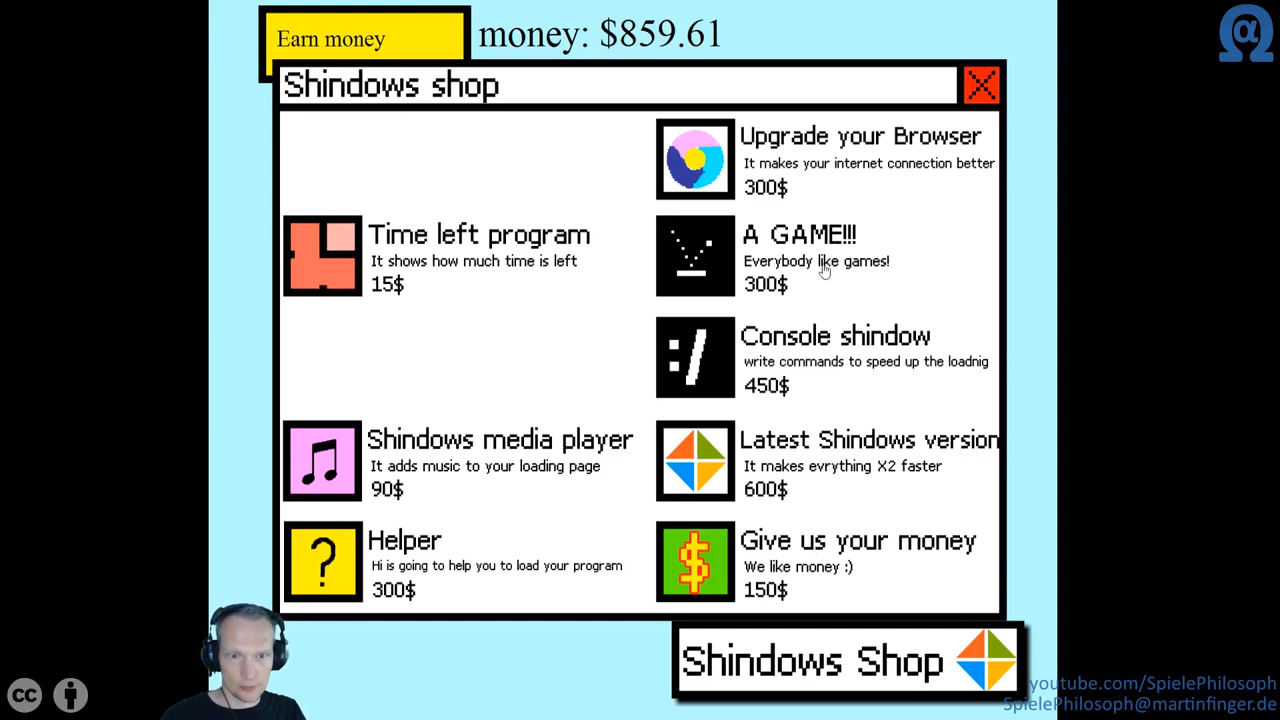 Earn money
money: $859.61
Shindows shop
Upgrade your Browser
It makes your internet connection better
300$
Time left program
It shows how much time is left
15$
A GAME!!!
Everybody like games!
300$
:/
Console shindow
write commands to speed up the loadnig
450$
Shindows media player
It adds music to your loading page
90$
Latest Shindows version
It makes evrything X2 faster
600$
?
Helper
Hi is going to help you to load your program
300$
$
Give us your money
We like money :)
150$
Shindows Shop
cc
youtube.com/SpielePhilosoph
SpielePhilosoph@martinfinger.de